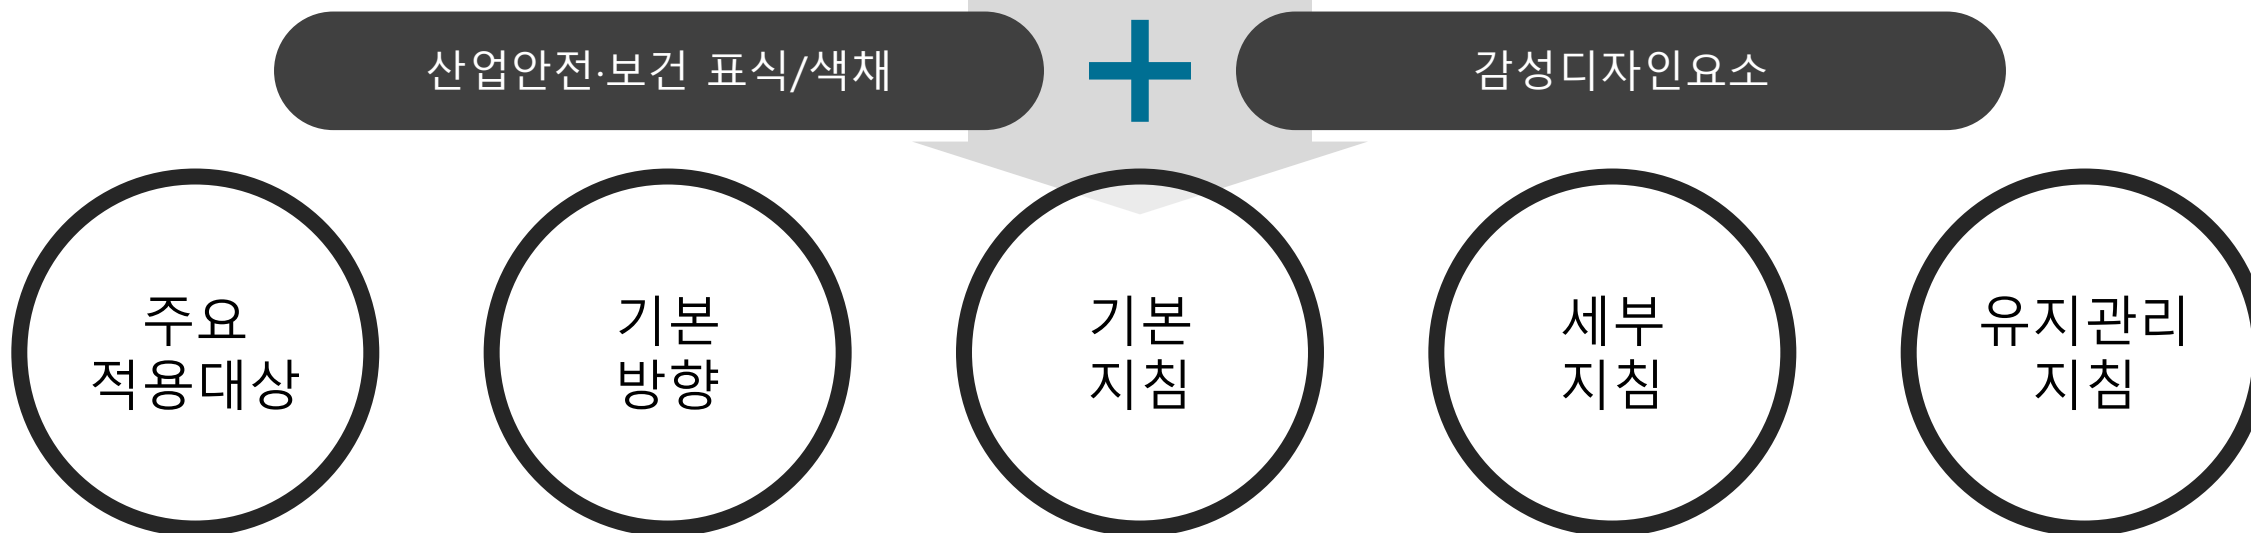 산업안전·보건 표식/색채
감성디자인요소
주요
적용대상
기본
방향
기본
지침
세부
지침
유지관리
지침